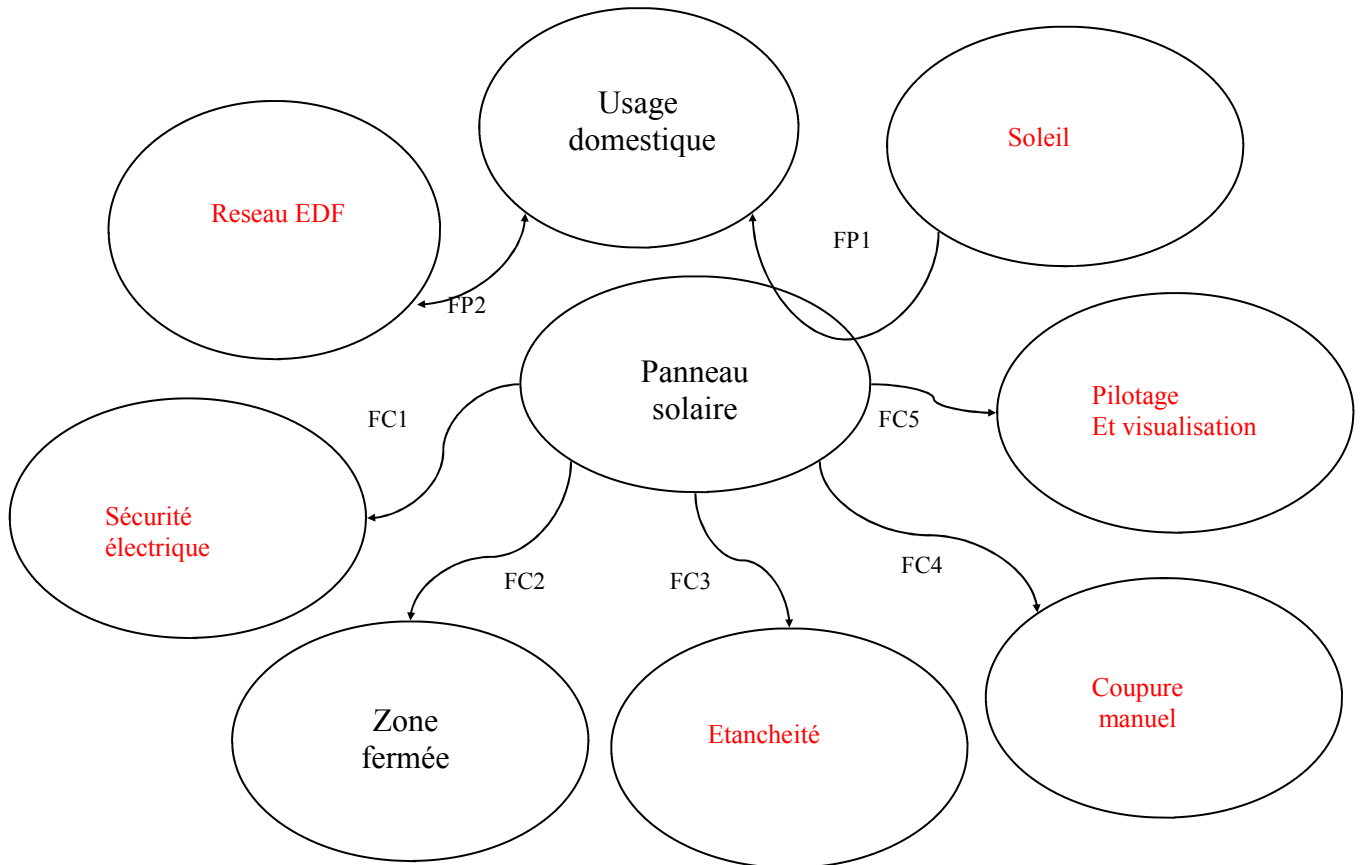 Usage
domestique
Soleil
Reseau EDF
FP1
FP2
Panneau
solaire
Pilotage
Et visualisation
FC1
FC5
Sécurité
électrique
FC2
FC3
FC4
Zone
fermée
Etancheité
Coupure
manuel